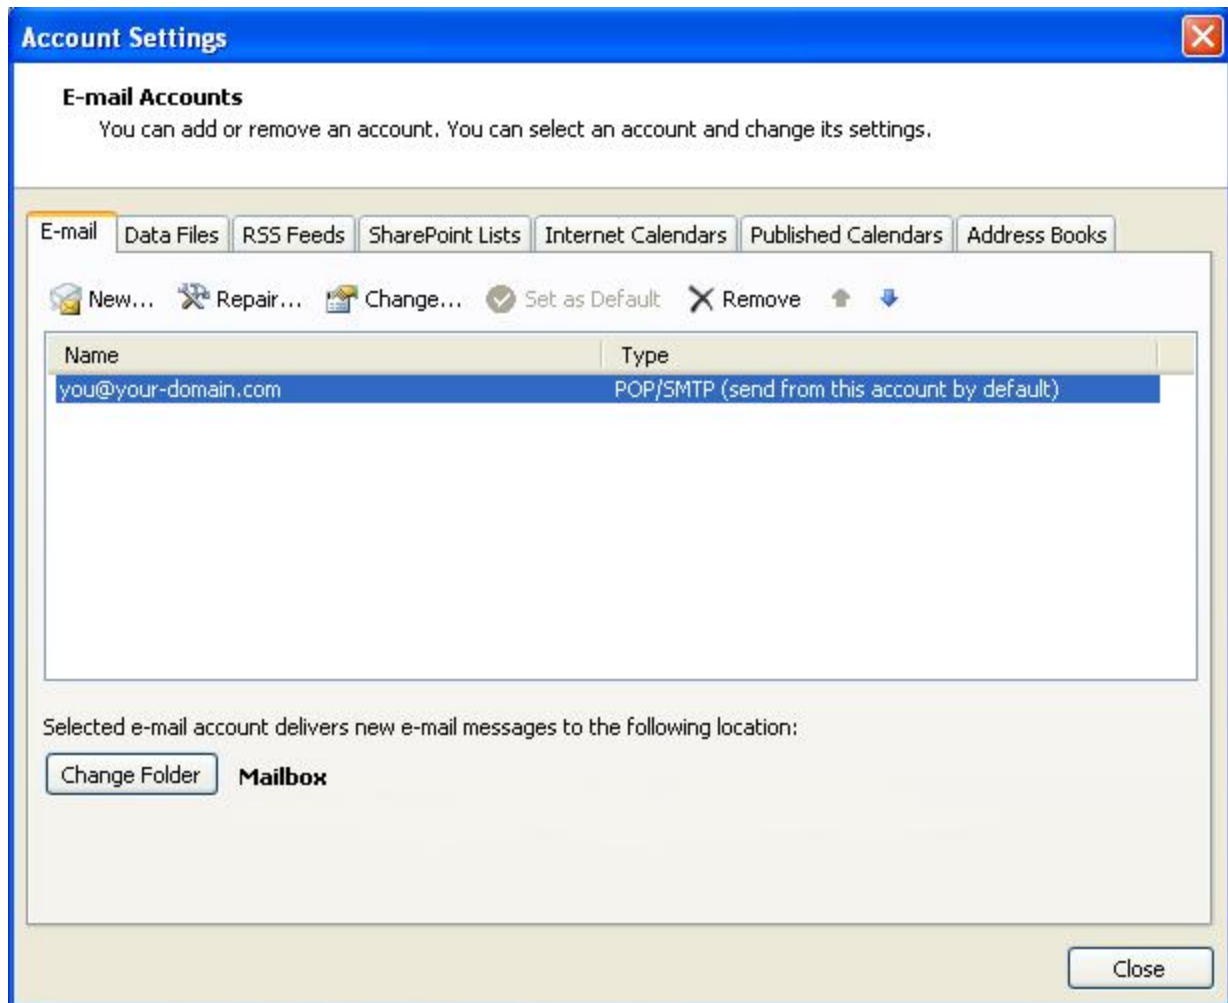 Account Settings
E-mail Accounts
You can add or remove an account. You can select an account and change its settings.
E-mail Data Files RSS Feeds SharePoint Lists Internet Calendars Published Calendars Address Books
New... Repair... Change... Set as Default Remove
Name Type
you@your-domain.com POP/SMTP (send from this account by default)
Selected e-mail account delivers new e-mail messages to the following location:
Change Folder Mailbox
Close